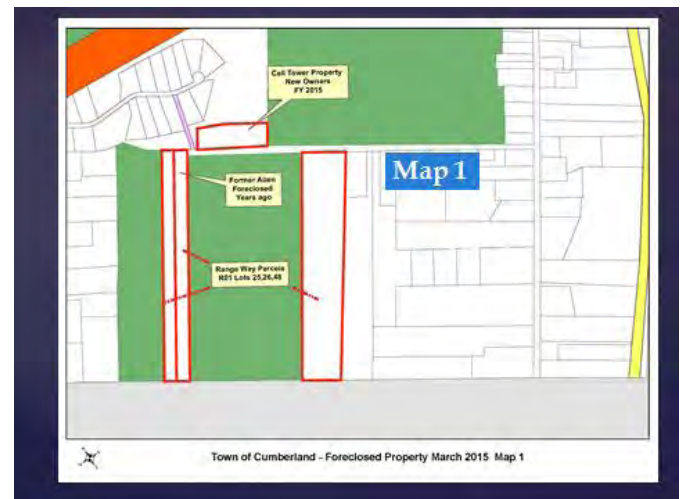 Cell Tower Property
New Owners
FY 2015
Map 1
Former Allen
Foreclosed
Years ago
Range Way Parcels
R01 Lots 25,26,48
Town of Cumberland - Foreclosed Property March 2015 Map 1